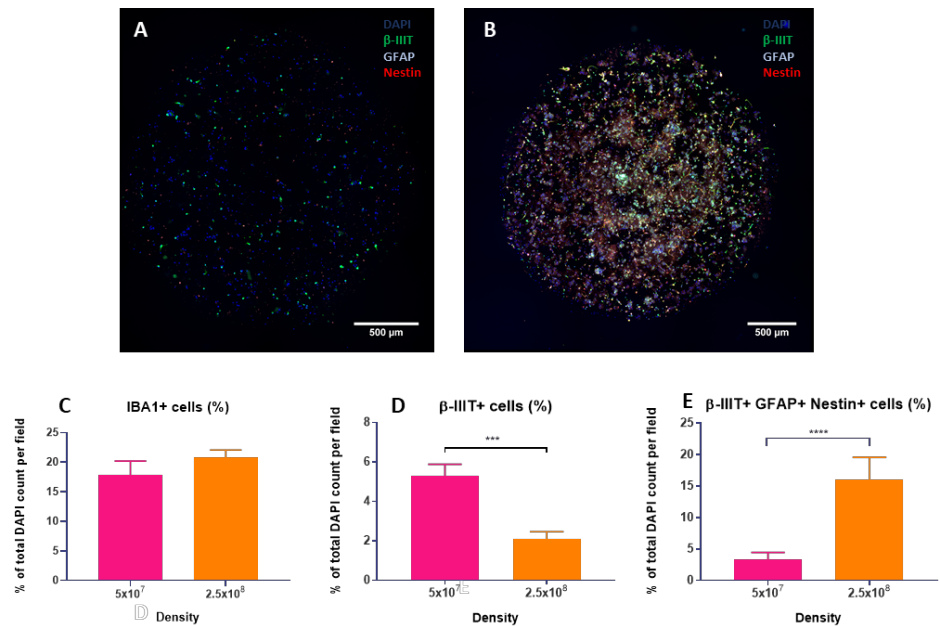 A
DAPI
β-IIIT
GFAP
Nestin
500 µm
B
DAPI
β-IIIT
GFAP
Nestin
500 µm
C
IBA1+ cells (%)
% of total DAPI count per field
25
20
15
10
5
0
5x10⁷
2.5x10⁸
D
Density
D
β-IIIT+ cells (%)
% of total DAPI count per field
8
6
4
2
0
***
5x10⁷
t
2.5x10⁸
Density
E
β-IIIT+ GFAP+ Nestin+ cells (%)
% of total DAPI count per field
25
20
15
10
5
0
****
5x10⁷
2.5x10⁸
Density